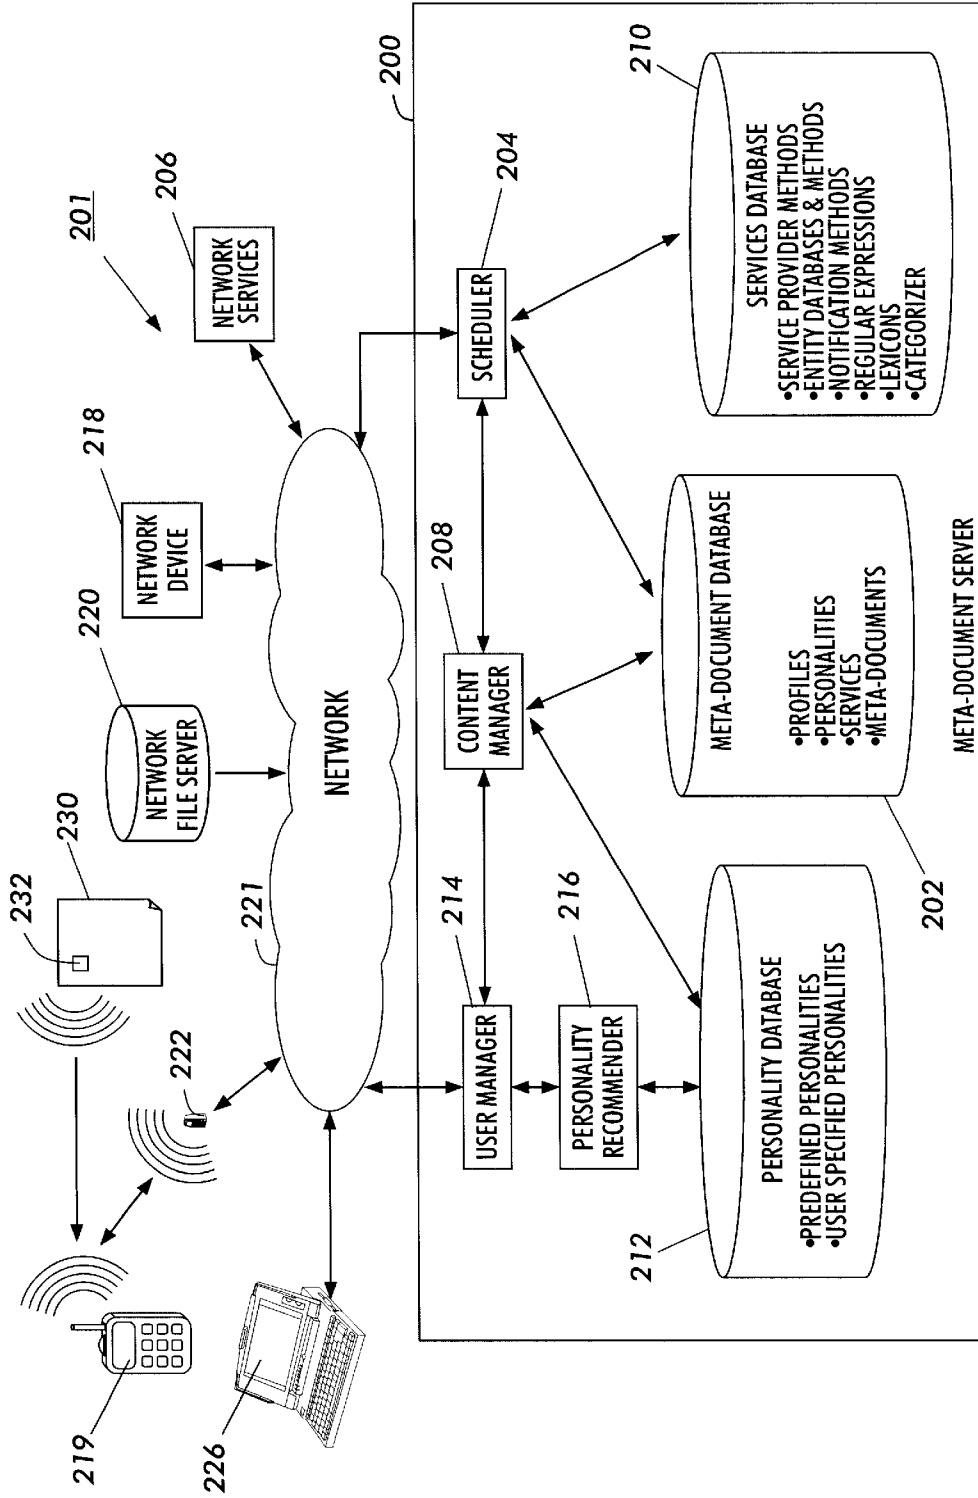 201
206
NETWORK
SERVICES
218
NETWORK
DEVICE
220
NETWORK
FILE SERVER
230
232
222
219
226
221
NETWORK
200
204
SCHEDULER
208
CONTENT
MANAGER
214
USER MANAGER
216
PERSONALITY
RECOMMENDER
212
PERSONALITY DATABASE
•PREDEFINED PERSONALITIES
•USER SPECIFIED PERSONALITIES
202
META-DOCUMENT DATABASE
•PROFILES
•PERSONALITIES
•SERVICES
•META-DOCUMENTS
210
SERVICES DATABASE
•SERVICE PROVIDER METHODS
•ENTITY DATABASES & METHODS
•NOTIFICATION METHODS
•REGULAR EXPRESSIONS
•LEXICONS
•CATEGORIZER
META-DOCUMENT SERVER